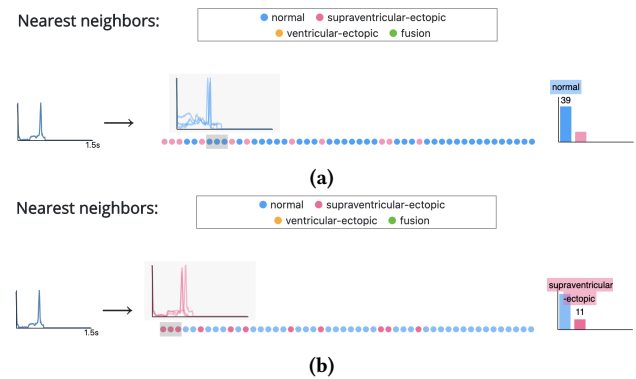 Nearest neighbors:
normal supraventricular-ectopic
ventricular-ectopic fusion
normal
39
1.5s
(a)
Nearest neighbors:
normal supraventricular-ectopic
ventricular-ectopic fusion
supraventricular
-ectopic
11
1.5s
(b)